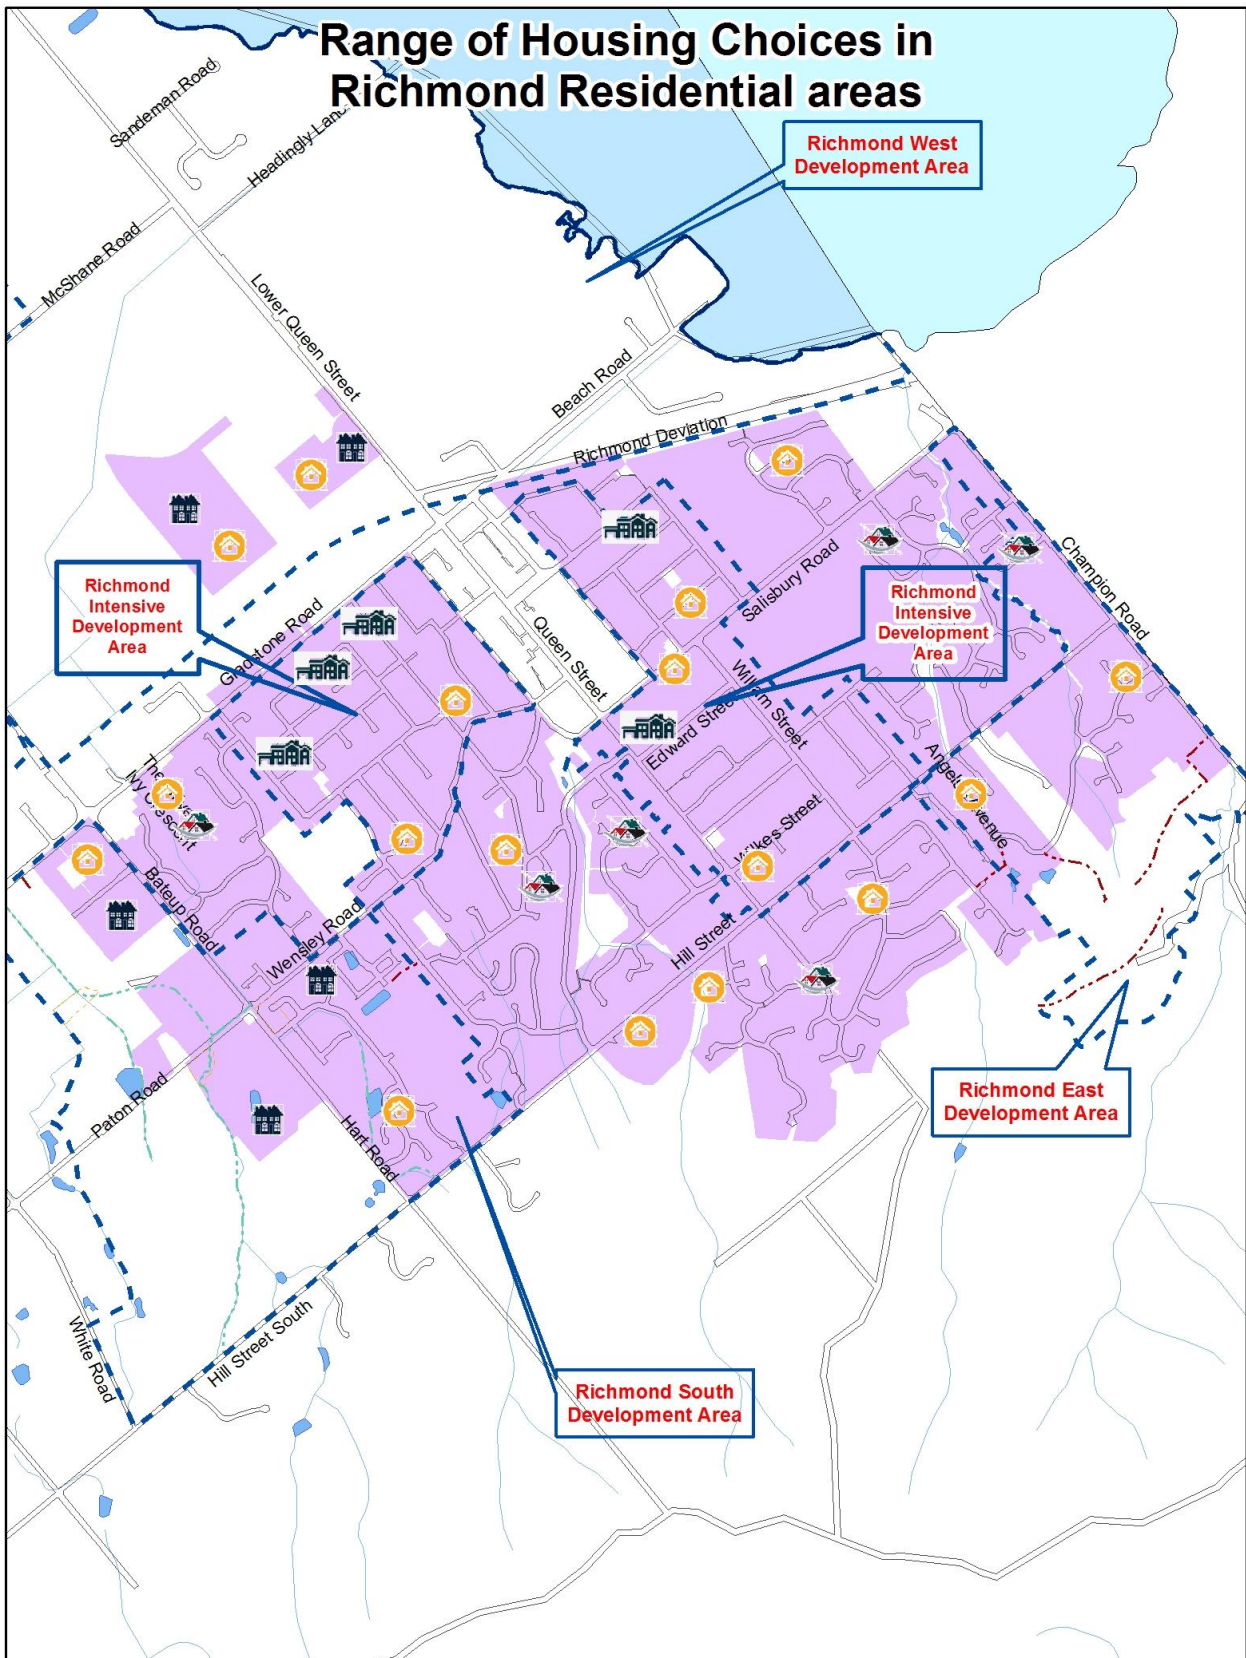 Range of Housing Choices in
Richmond Residential areas
Sandeman Road
Headingly Lane
Richmond West
Development Area
McShane Road
Lower Queen Street
Beach Road
Richmond Deviation
Salisbury Road
Champion Road
Richmond
Intensive
Development
Area
Gladstone Road
Queen Street
Richmond
Intensive
Development
Area
William Street
Edward Street
Ivy Crescent
Angelis Avenue
Wilkes Street
Bateup Road
Wensley Road
Hill Street
Paton Road
Hart Road
Richmond East
Development Area
White Road
Hill Street South
Richmond South
Development Area